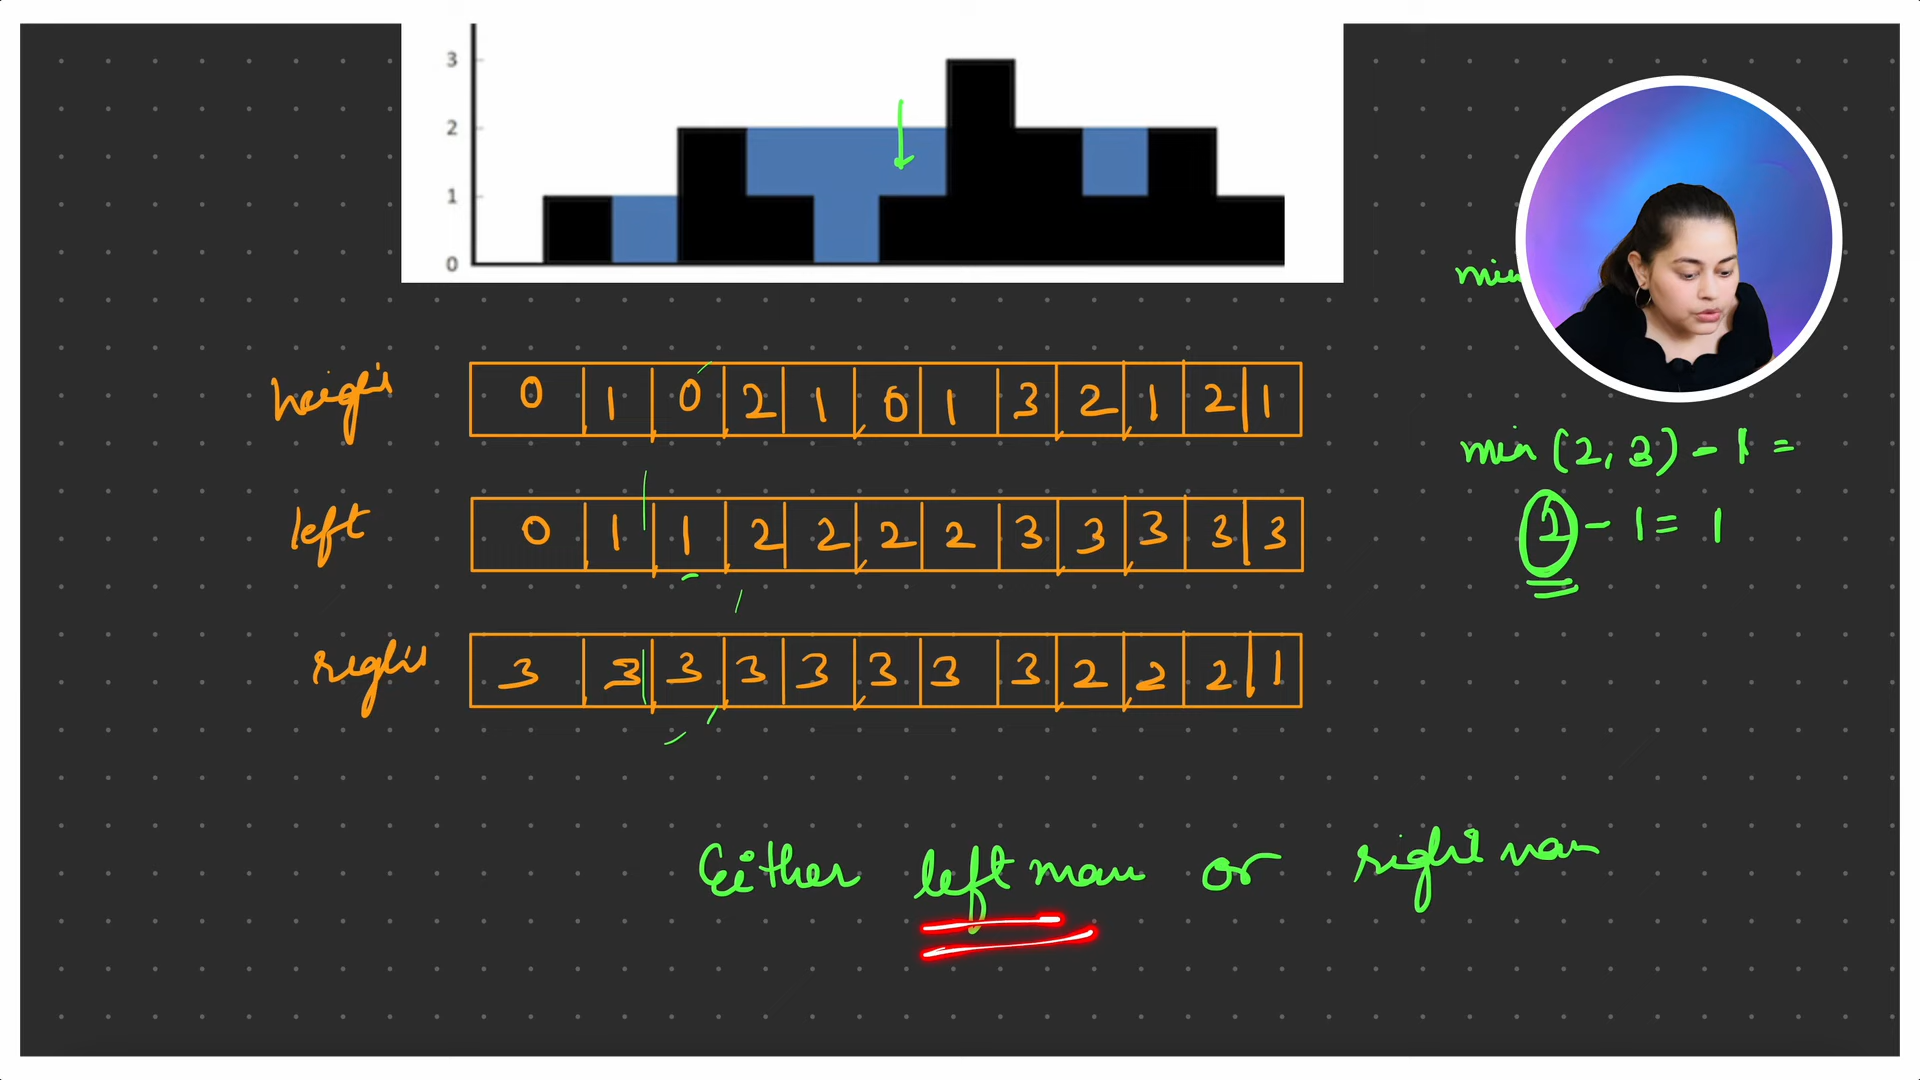 3
2
1
0
min
height 0 1 0 2 1 0 1 3 2 1 2 1
min (2, 3) - 1 =
2 - 1 = 1
left 0 1 1 2 2 2 2 3 3 3 3 3
right 3 3 3 3 3 3 3 3 2 2 2 1
Either left max or right max